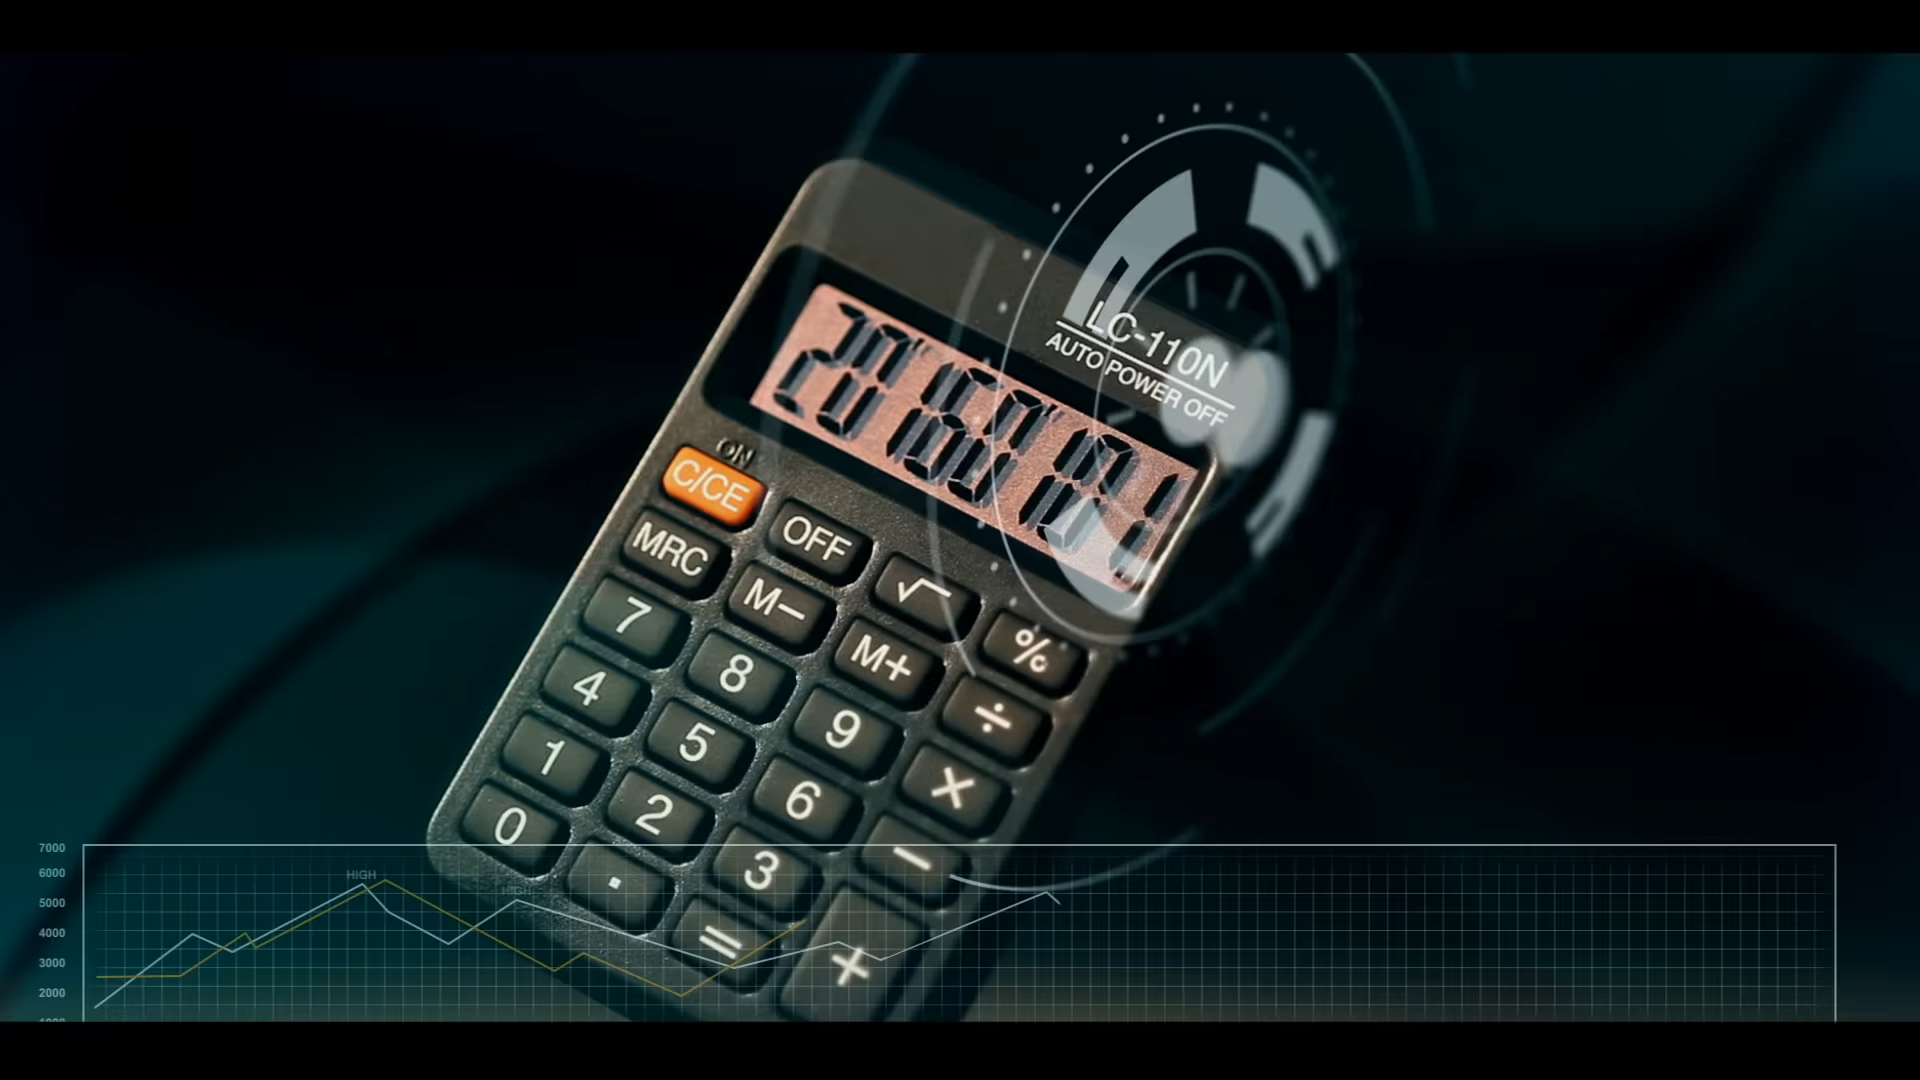 LC-110N
AUTO POWER OFF
ON
C/CE
OFF
√
%
MRC
M−
M+
÷
7
8
9
×
4
5
6
−
1
2
3
+
0
.
=
7000
6000
5000
4000
3000
2000
HIGH
HIGH